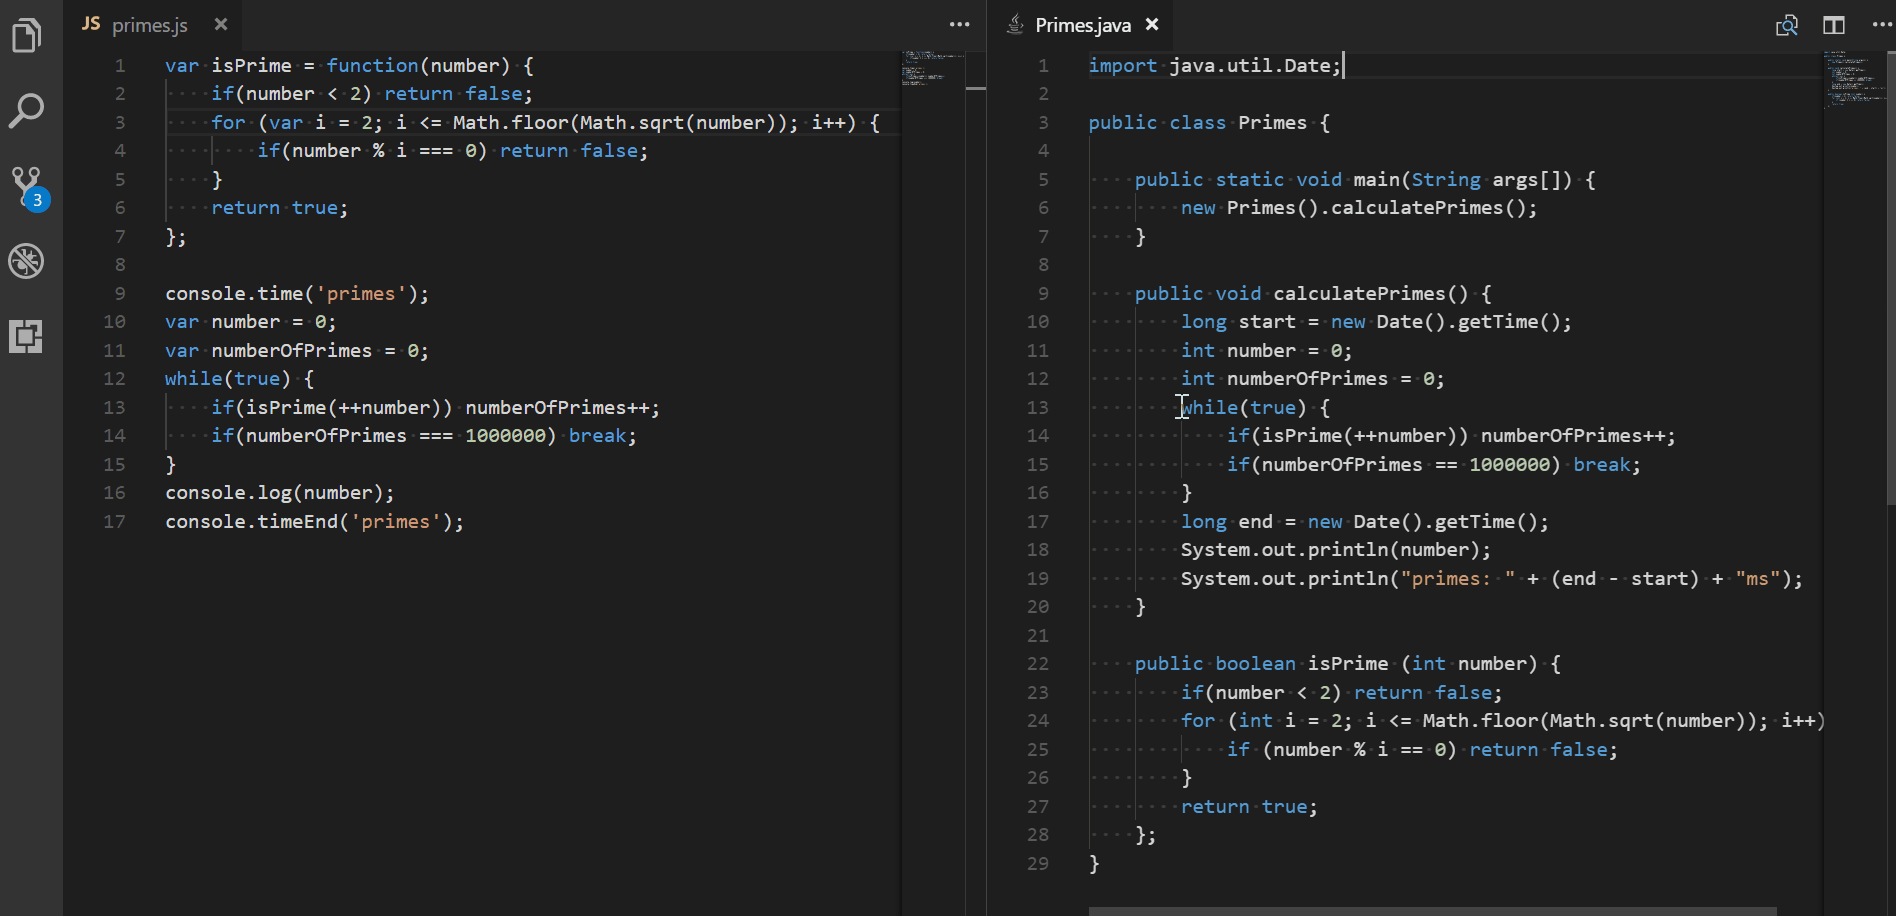 JS primes.js ×
1 var isPrime = function(number) {
2 if(number < 2) return false;
3 for (var i = 2; i <= Math.floor(Math.sqrt(number)); i++) {
4 if(number % i === 0) return false;
5 }
6 return true;
7 };
8
9 console.time('primes');
10 var number = 0;
11 var numberOfPrimes = 0;
12 while(true) {
13 if(isPrime(++number)) numberOfPrimes++;
14 if(numberOfPrimes === 1000000) break;
15 }
16 console.log(number);
17 console.timeEnd('primes');
3
Primes.java ×
1 import java.util.Date;
2
3 public class Primes {
4
5 public static void main(String args[]) {
6 new Primes().calculatePrimes();
7 }
8
9 public void calculatePrimes() {
10 long start = new Date().getTime();
11 int number = 0;
12 int numberOfPrimes = 0;
13 while(true) {
14 if(isPrime(++number)) numberOfPrimes++;
15 if(numberOfPrimes == 1000000) break;
16 }
17 long end = new Date().getTime();
18 System.out.println(number);
19 System.out.println("primes: " + (end - start) + "ms");
20 }
21
22 public boolean isPrime (int number) {
23 if(number < 2) return false;
24 for (int i = 2; i <= Math.floor(Math.sqrt(number)); i++)
25 if (number % i == 0) return false;
26 }
27 return true;
28 };
29 }